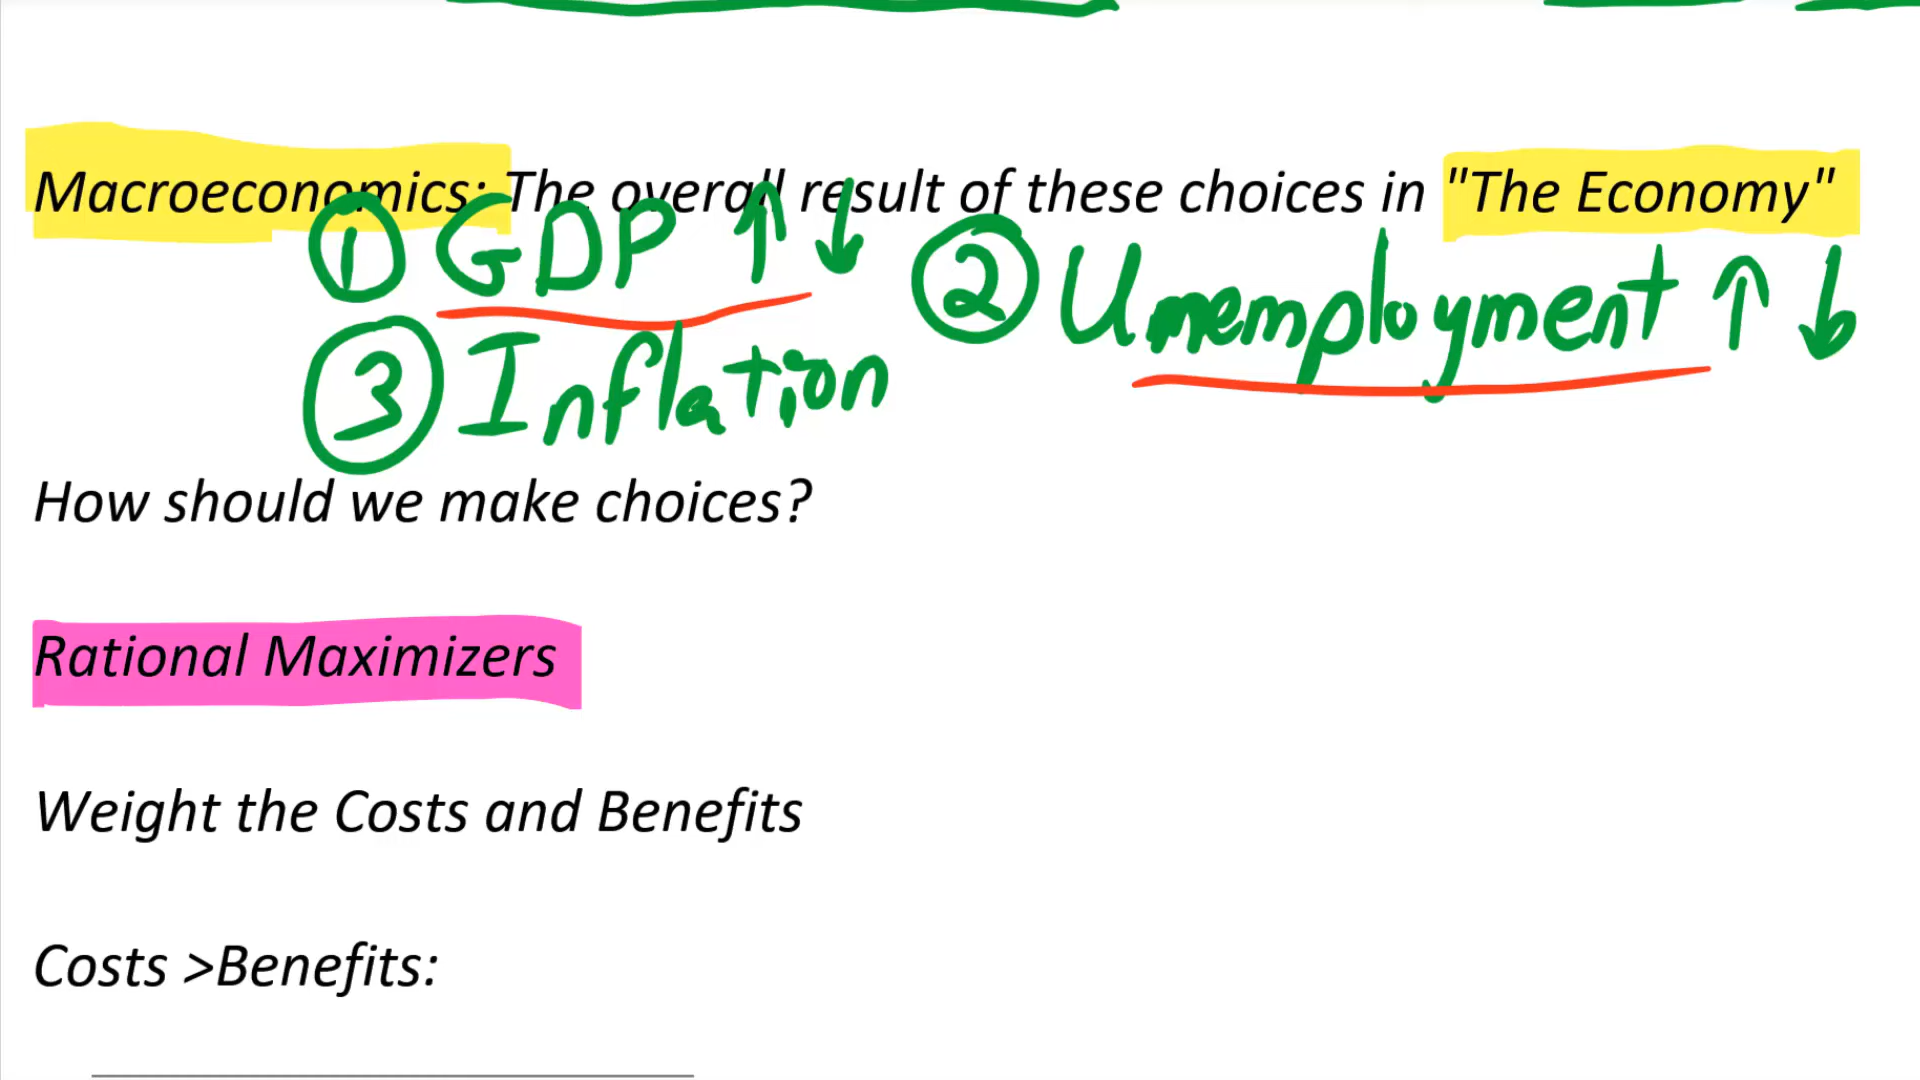 Macroeconomics: The overall result of these choices in "The Economy"
① GDP ↑ ↓ ② Unemployment ↑ ↓
③ Inflation
How should we make choices?
Rational Maximizers
Weight the Costs and Benefits
Costs >Benefits: